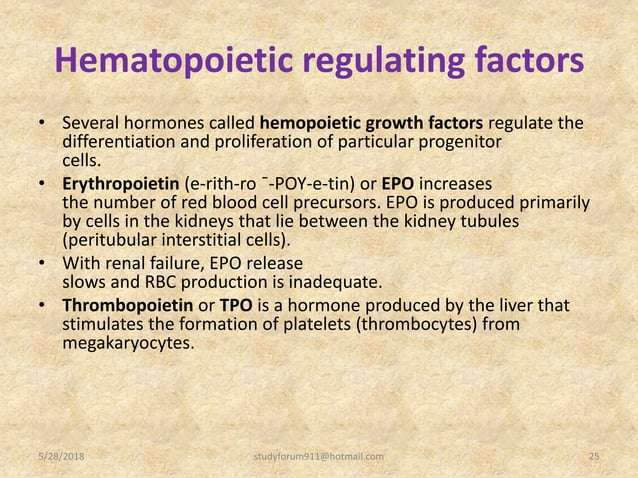 Hematopoietic regulating factors
• Several hormones called hemopoietic growth factors regulate the
differentiation and proliferation of particular progenitor
cells.
• Erythropoietin (e-rith-ro ¯-POY-e-tin) or EPO increases
the number of red blood cell precursors. EPO is produced primarily
by cells in the kidneys that lie between the kidney tubules
(peritubular interstitial cells).
• With renal failure, EPO release
slows and RBC production is inadequate.
• Thrombopoietin or TPO is a hormone produced by the liver that
stimulates the formation of platelets (thrombocytes) from
megakaryocytes.
5/28/2018 studyforum911@hotmail.com 25